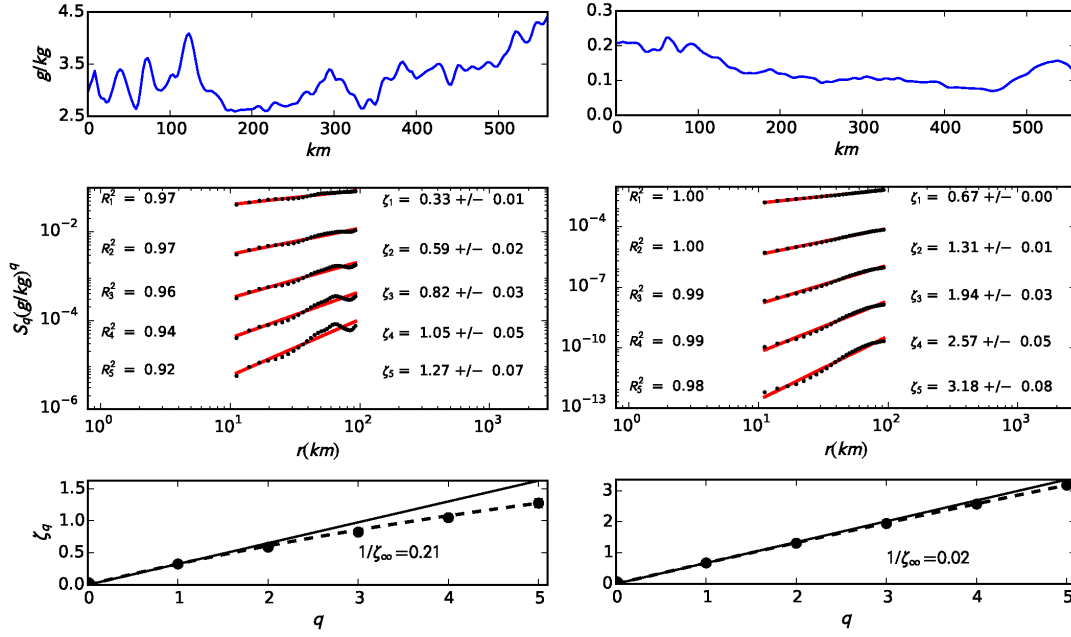 4.5
3.5
2.5
g/kg
0 100 200 300 400 500
km
0.3
0.2
0.1
0.0
0 100 200 300 400 500
km
10⁻²
10⁻⁴
10⁻⁶
S_q(g/kg)^q
R₁² = 0.97 ζ₁ = 0.33 +/− 0.01
R₂² = 0.97 ζ₂ = 0.59 +/− 0.02
R₃² = 0.96 ζ₃ = 0.82 +/− 0.03
R₄² = 0.94 ζ₄ = 1.05 +/− 0.05
R₅² = 0.92 ζ₅ = 1.27 +/− 0.07
10⁰ 10¹ 10² 10³
r(km)
10⁻⁴
10⁻⁷
10⁻¹⁰
10⁻¹³
R₁² = 1.00 ζ₁ = 0.67 +/− 0.00
R₂² = 1.00 ζ₂ = 1.31 +/− 0.01
R₃² = 0.99 ζ₃ = 1.94 +/− 0.03
R₄² = 0.99 ζ₄ = 2.57 +/− 0.05
R₅² = 0.98 ζ₅ = 3.18 +/− 0.08
10⁰ 10¹ 10² 10³
r(km)
1.5
1.0
0.5
0.0
ζ_q
1/ζ∞=0.21
0 1 2 3 4 5
q
3
2
1
0
1/ζ∞=0.02
0 1 2 3 4 5
q